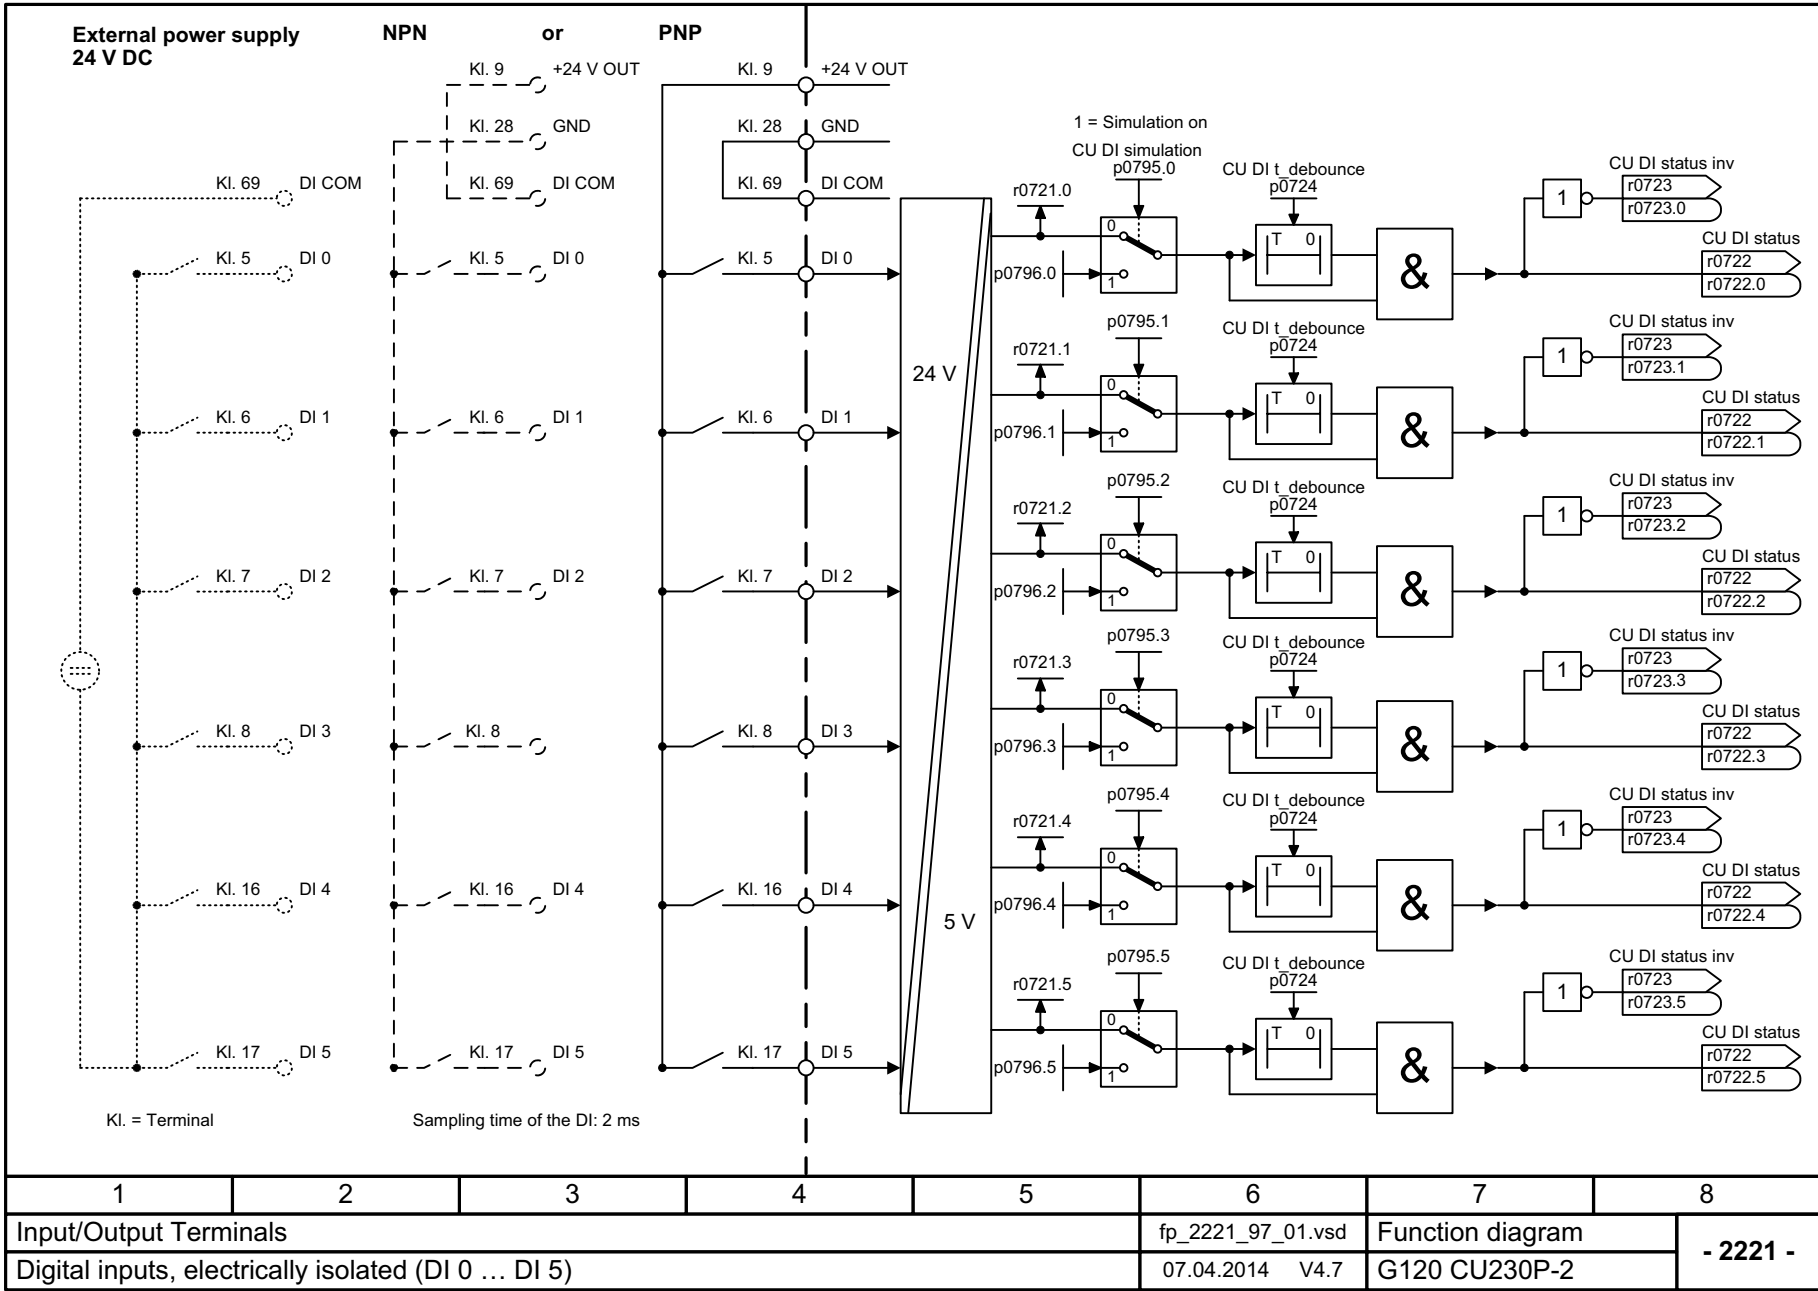 External power supply
24 V DC
NPN or PNP
Kl. 9 +24 V OUT
Kl. 28 GND
Kl. 69 DI COM
Kl. 9 +24 V OUT
Kl. 28 GND
Kl. 69 DI COM
Kl. 69 DI COM
1 = Simulation on
CU DI simulation
Kl. 5 DI 0
Kl. 5 DI 0
Kl. 5 DI 0
r0721.0
p0795.0
0
1
p0796.0
CU DI t_debounce
p0724
T 0
&
1
CU DI status inv
r0723
r0723.0
CU DI status
r0722
r0722.0
24 V
5 V
Kl. 6 DI 1
Kl. 6 DI 1
Kl. 6 DI 1
r0721.1
p0795.1
0
1
p0796.1
CU DI t_debounce
p0724
T 0
&
1
CU DI status inv
r0723
r0723.1
CU DI status
r0722
r0722.1
Kl. 7 DI 2
Kl. 7 DI 2
Kl. 7 DI 2
r0721.2
p0795.2
0
1
p0796.2
CU DI t_debounce
p0724
T 0
&
1
CU DI status inv
r0723
r0723.2
CU DI status
r0722
r0722.2
Kl. 8 DI 3
Kl. 8
Kl. 8 DI 3
r0721.3
p0795.3
0
1
p0796.3
CU DI t_debounce
p0724
T 0
&
1
CU DI status inv
r0723
r0723.3
CU DI status
r0722
r0722.3
Kl. 16 DI 4
Kl. 16 DI 4
Kl. 16 DI 4
r0721.4
p0795.4
0
1
p0796.4
CU DI t_debounce
p0724
T 0
&
1
CU DI status inv
r0723
r0723.4
CU DI status
r0722
r0722.4
Kl. 17 DI 5
Kl. 17 DI 5
Kl. 17 DI 5
r0721.5
p0795.5
0
1
p0796.5
CU DI t_debounce
p0724
T 0
&
1
CU DI status inv
r0723
r0723.5
CU DI status
r0722
r0722.5
Kl. = Terminal
Sampling time of the DI: 2 ms
1 2 3 4 5 6 7 8
Input/Output Terminals
fp_2221_97_01.vsd
Function diagram
- 2221 -
Digital inputs, electrically isolated (DI 0 … DI 5)
07.04.2014 V4.7
G120 CU230P-2